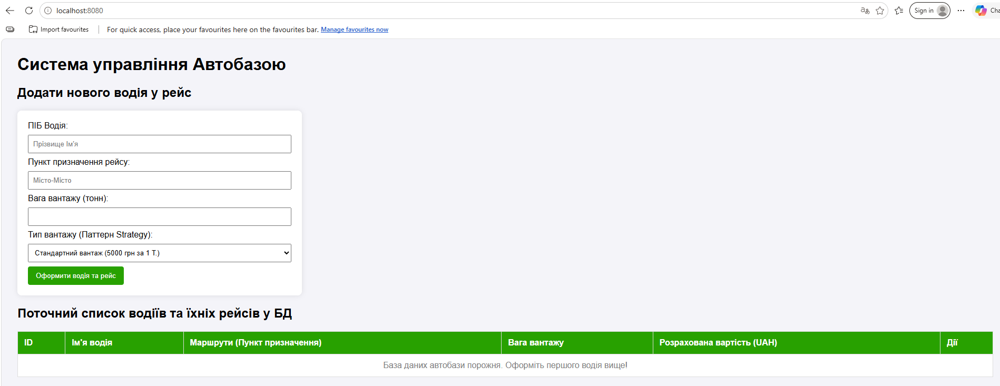 localhost:8080
Sign in
Cha
Import favourites
For quick access, place your favourites here on the favourites bar. Manage favourites now
Система управління Автобазою
Додати нового водія у рейс
ПІБ Водія:
Прізвище Ім'я
Пункт призначення рейсу:
Місто-Місто
Вага вантажу (тонн):
Тип вантажу (Паттерн Strategy):
Стандартний вантаж (5000 грн за 1 Т.)
Оформити водія та рейс
Поточний список водіїв та їхніх рейсів у БД
ID Ім'я водія Маршрути (Пункт призначення) Вага вантажу Розрахована вартість (UAH) Дії
База даних автобази порожня. Оформіть першого водія вище!